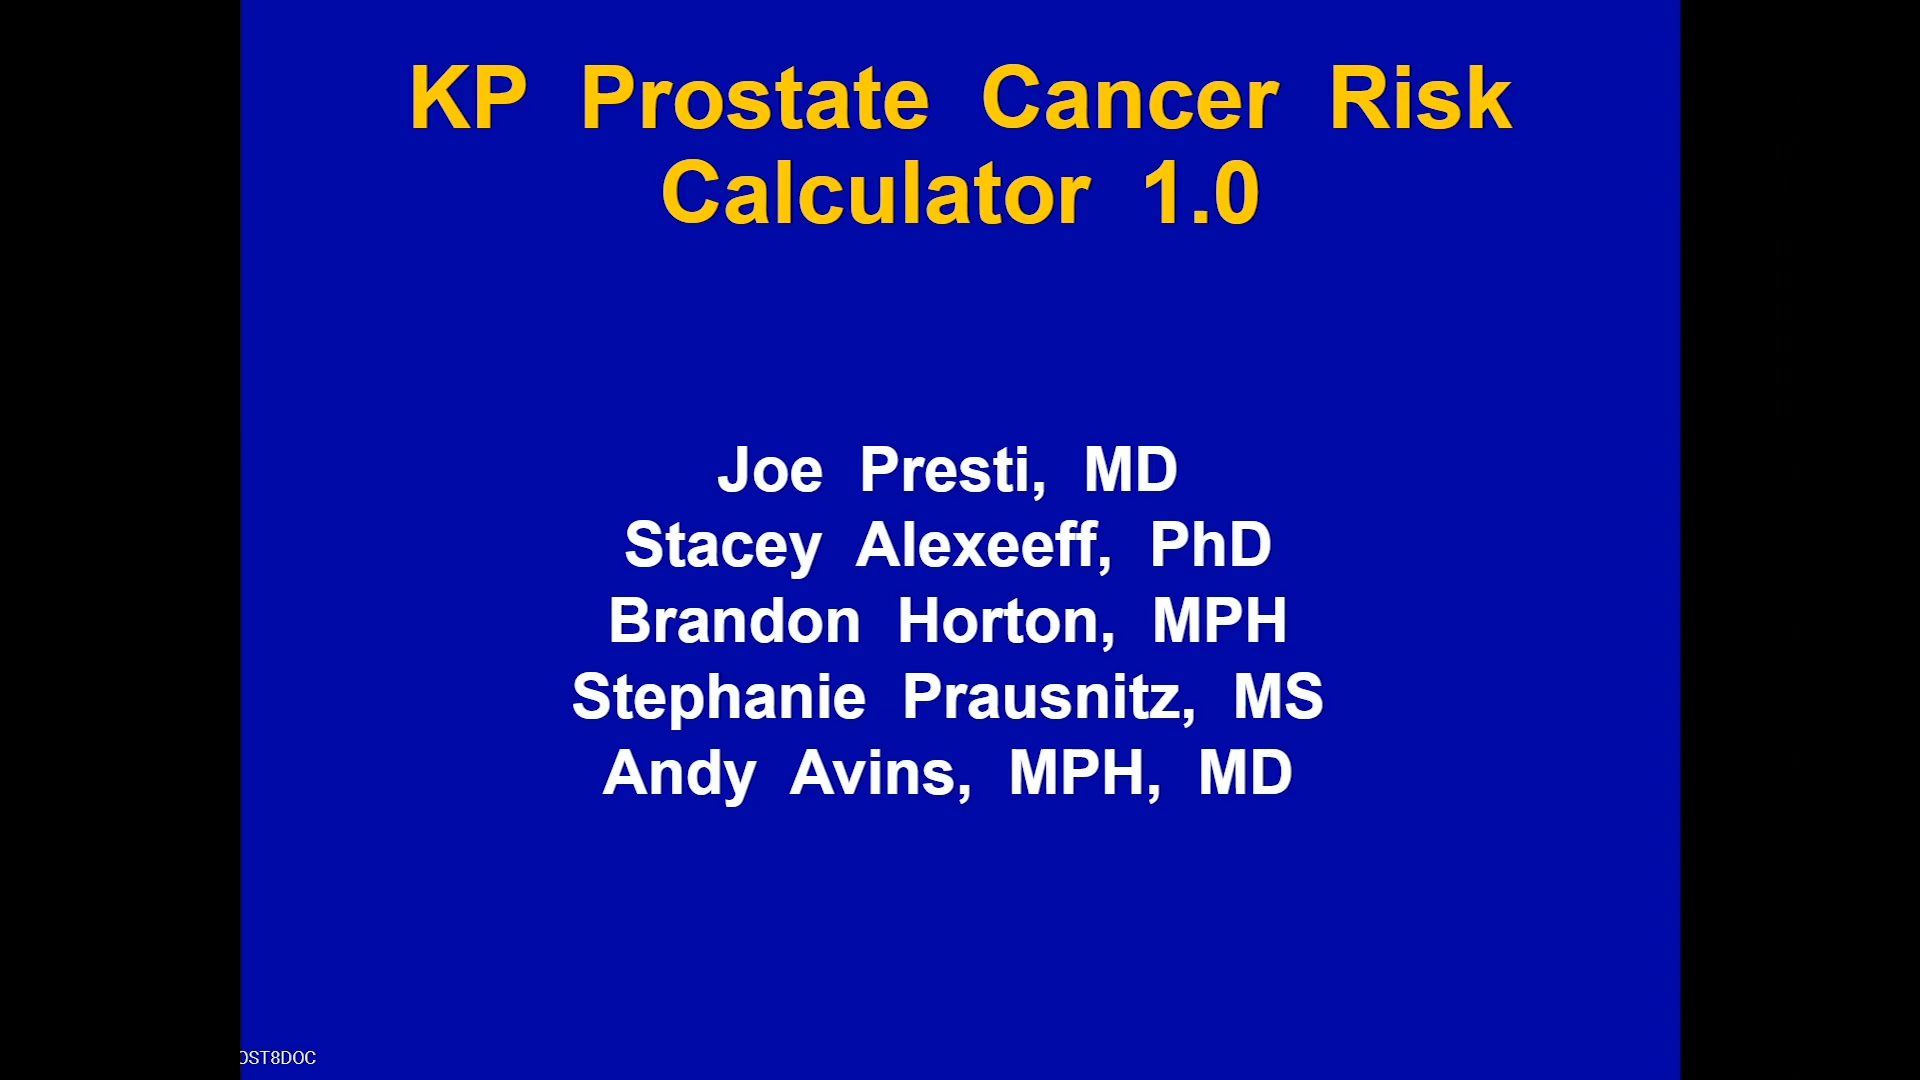 KP Prostate Cancer Risk
Calculator 1.0
Joe Presti, MD
Stacey Alexeeff, PhD
Brandon Horton, MPH
Stephanie Prausnitz, MS
Andy Avins, MPH, MD
OST8DOC